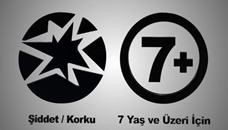 7+
Şiddet / Korku
7 Yaş ve Üzeri İçin